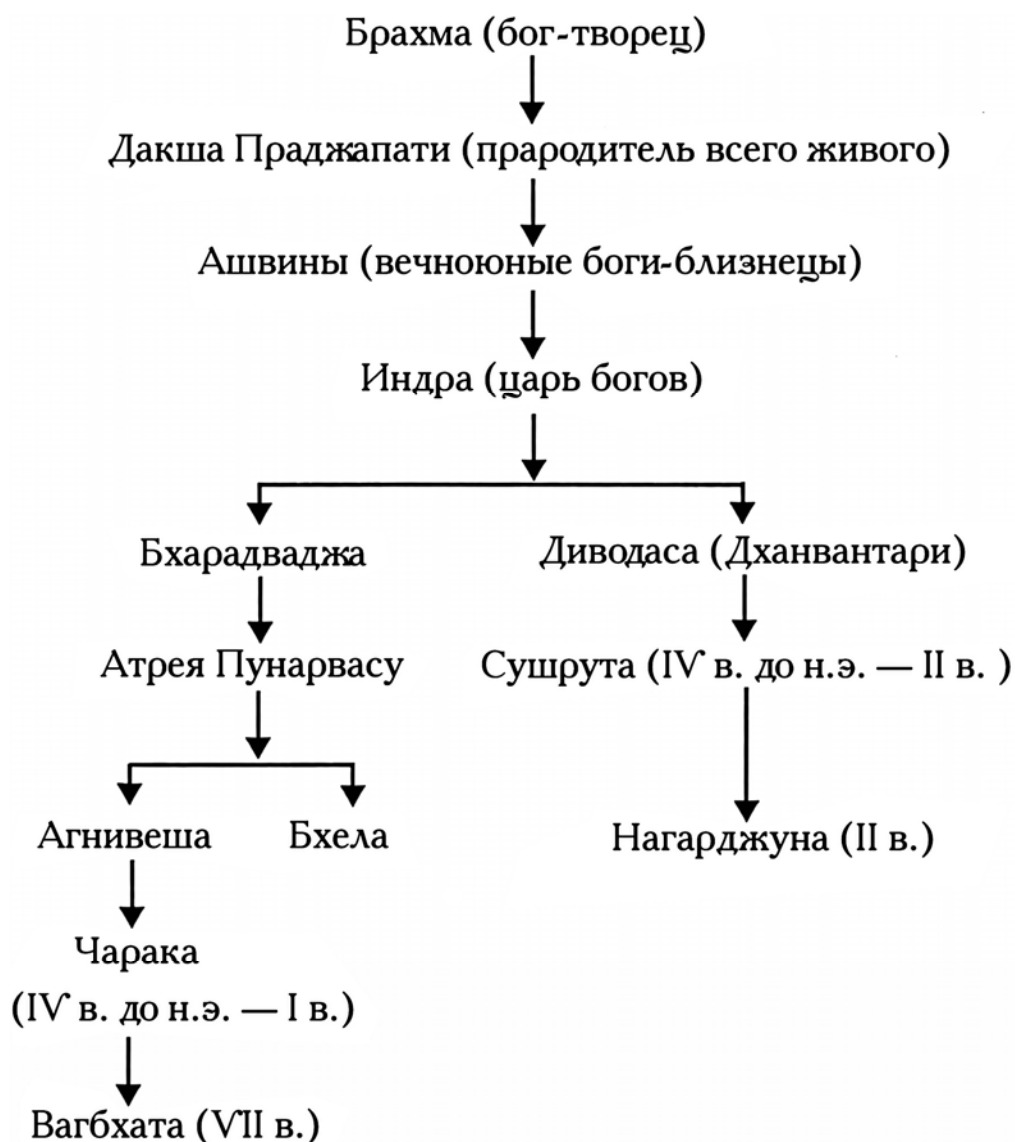 Брахма (бог-творец)
Дакша Праджапати (прародитель всего живого)
Ашвины (вечноюные боги-близнецы)
Индра (царь богов)
Бхарадваджа
Диводаса (Дханвантари)
Атрея Пунарвасу
Сушрута (IV в. до н.э. — II в. )
Агнивеша
Бхела
Нагарджуна (II в.)
Чарака
(IV в. до н.э. — I в.)
Вагбхата (VII в.)